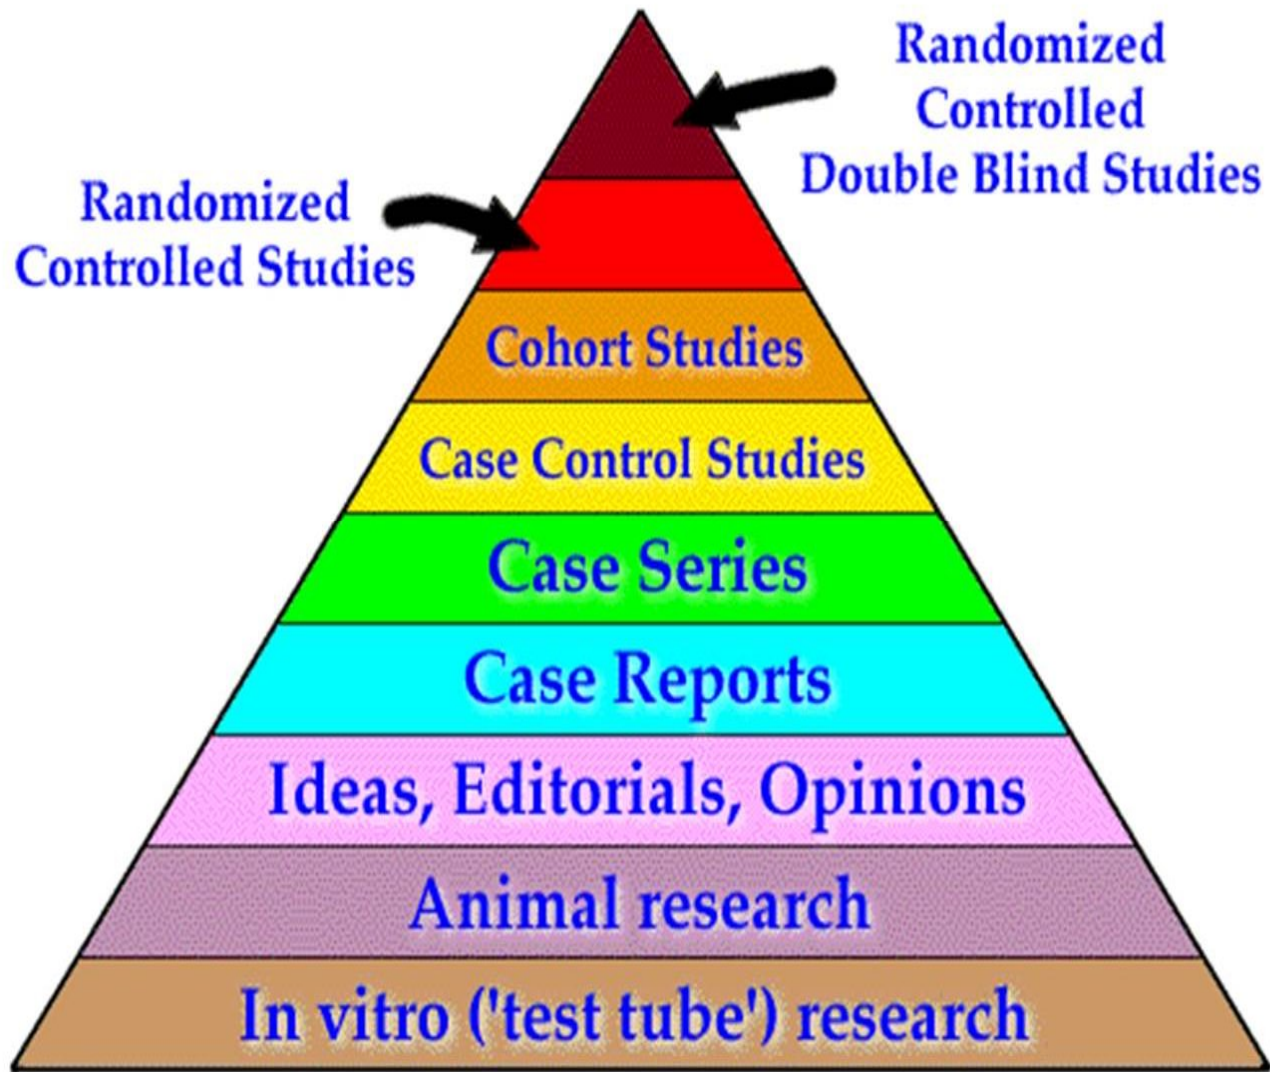 Randomized
Controlled
Double Blind Studies
Randomized
Controlled Studies
Cohort Studies
Case Control Studies
Case Series
Case Reports
Ideas, Editorials, Opinions
Animal research
In vitro ('test tube') research